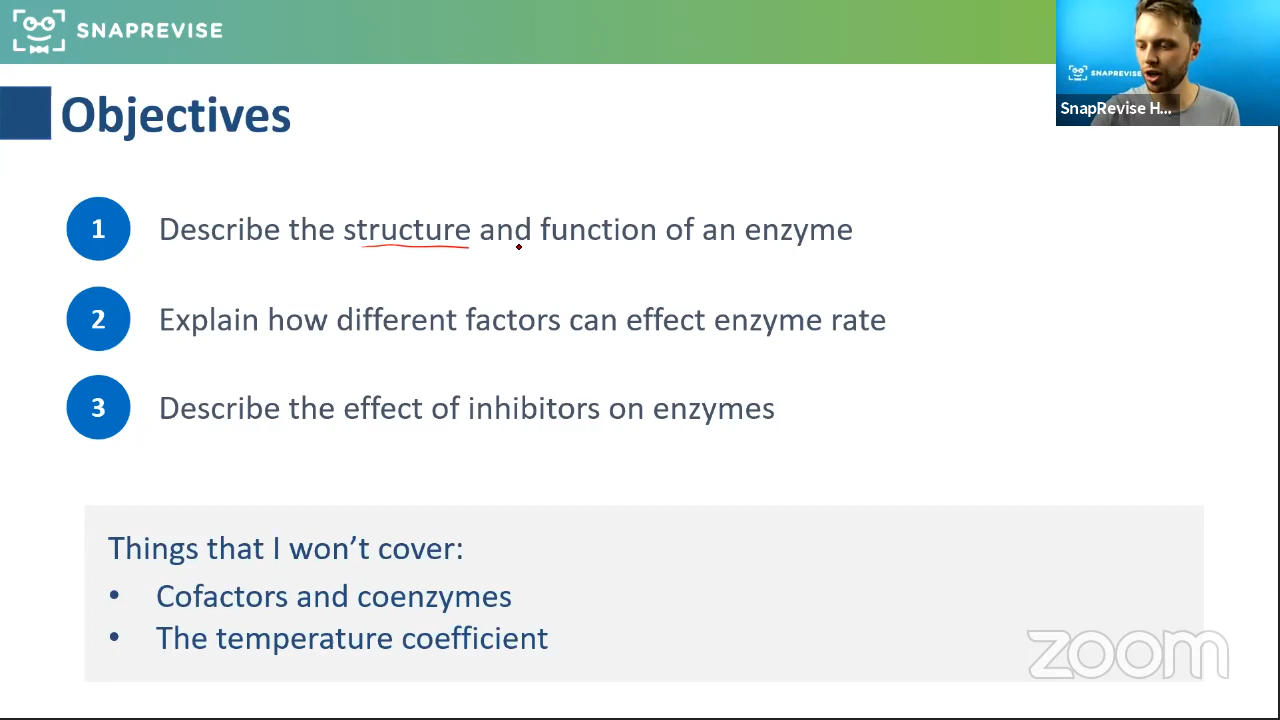 SNAPREVISE
SNAPREVISE
SnapRevise H...
Objectives
1 Describe the structure and function of an enzyme
2 Explain how different factors can effect enzyme rate
3 Describe the effect of inhibitors on enzymes
Things that I won’t cover:
• Cofactors and coenzymes
• The temperature coefficient
zoom